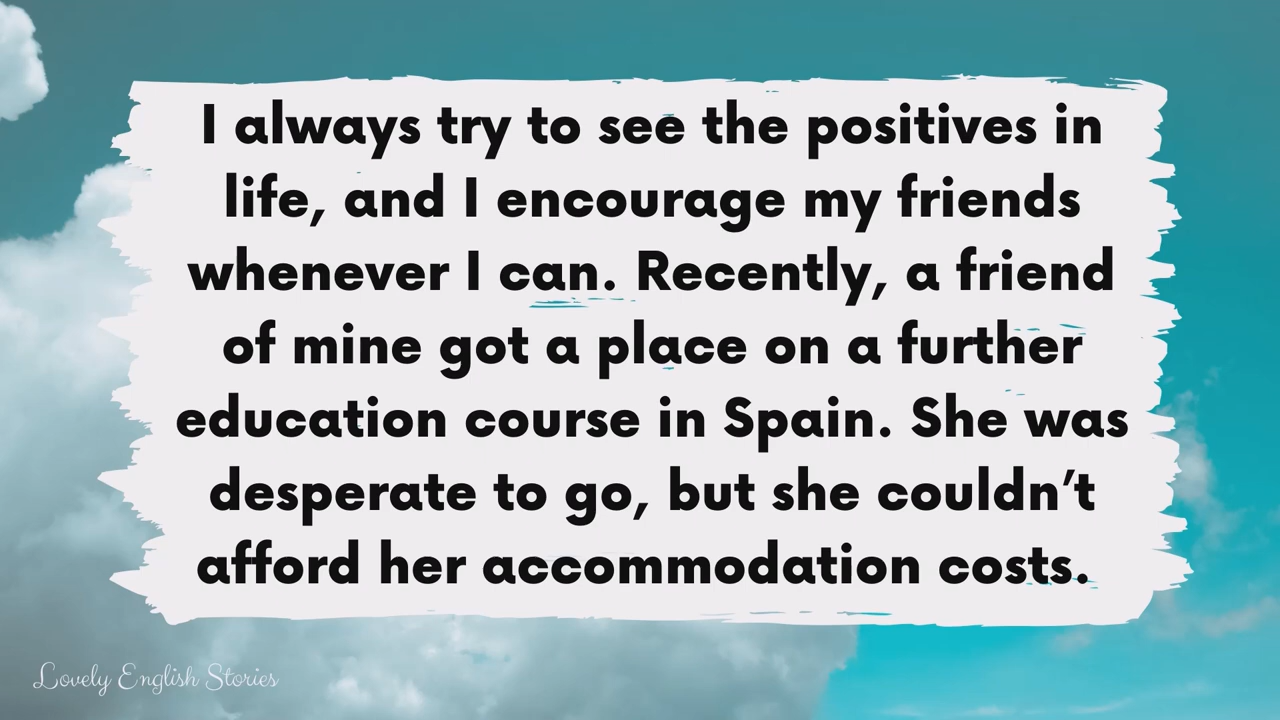 I always try to see the positives in
life, and I encourage my friends
whenever I can. Recently, a friend
of mine got a place on a further
education course in Spain. She was
desperate to go, but she couldn’t
afford her accommodation costs.
Lovely English Stories